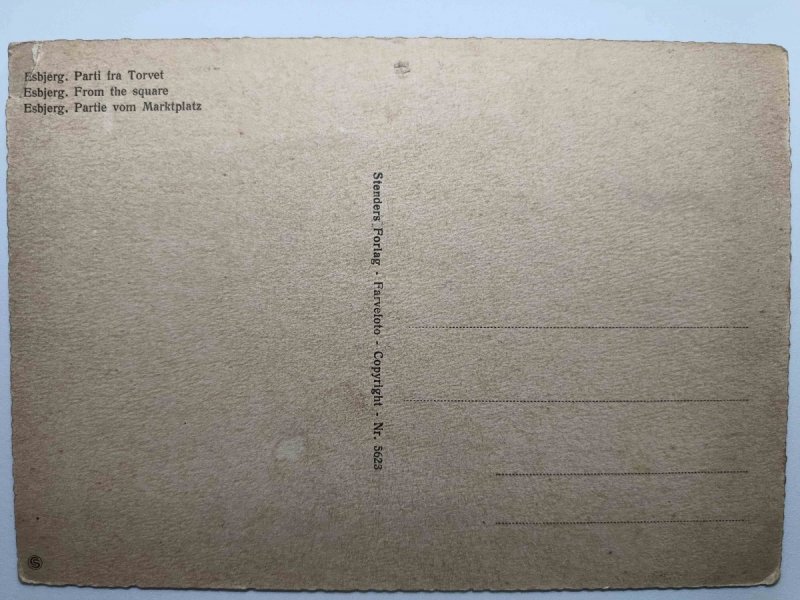 Esbjerg. Parti fra Torvet
Esbjerg. From the square
Esbjerg. Partie vom Marktplatz
Stenders Forlag - Farvefoto - Copyright - Nr. 5623